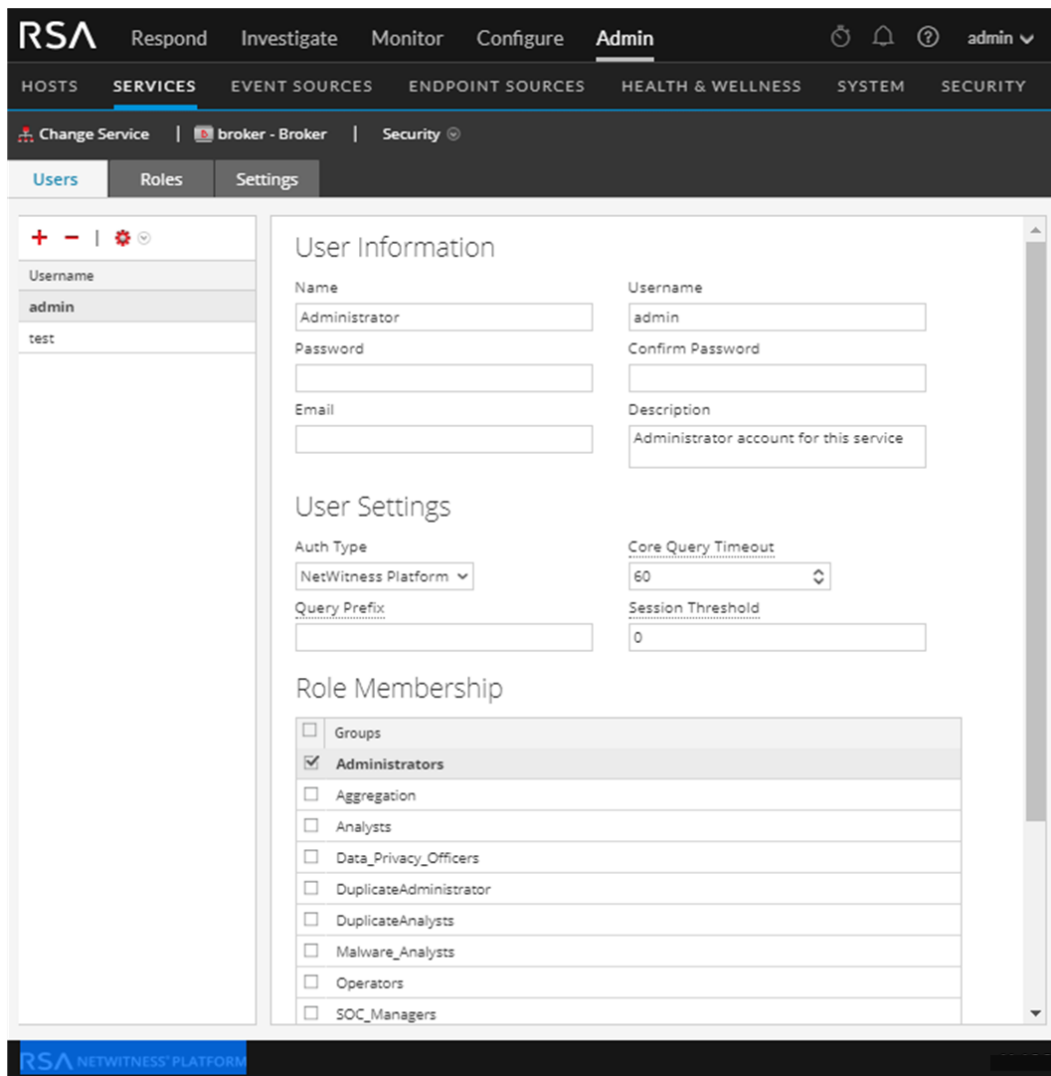 RSA Respond Investigate Monitor Configure Admin admin
HOSTS SERVICES EVENT SOURCES ENDPOINT SOURCES HEALTH & WELLNESS SYSTEM SECURITY
Change Service | broker - Broker | Security
Users Roles Settings
Username
admin
test
User Information
Name Username
Administrator admin
Password Confirm Password
Email Description
Administrator account for this service
User Settings
Auth Type Core Query Timeout
NetWitness Platform 60
Query Prefix Session Threshold
0
Role Membership
Groups
Administrators
Aggregation
Analysts
Data_Privacy_Officers
DuplicateAdministrator
DuplicateAnalysts
Malware_Analysts
Operators
SOC_Managers
RSA NETWITNESS® PLATFORM